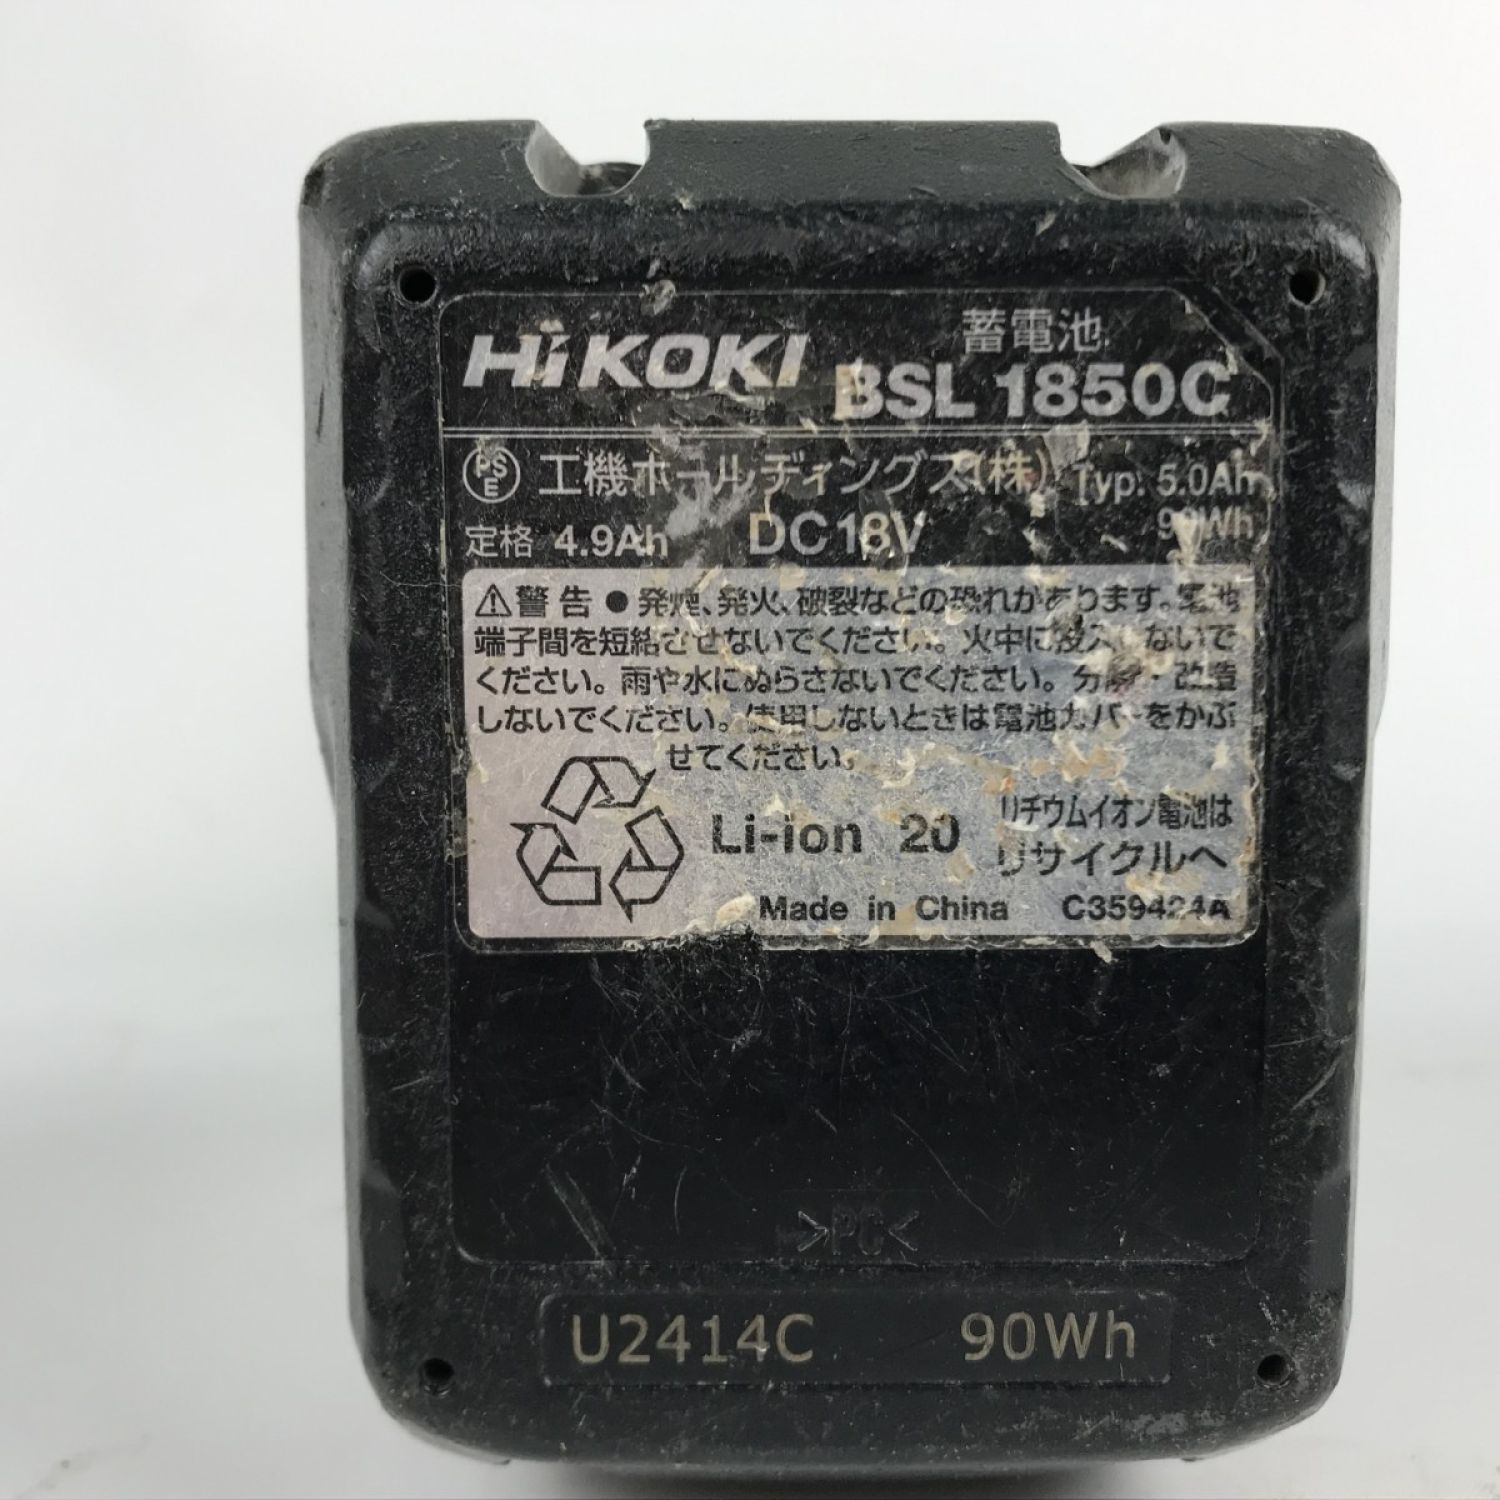 HiKOKI 蓄電池
BSL 1850C
PSE 工機ホールディングス(株) Typ. 5.0Ah
定格 4.9Ah DC18V 90Wh
⚠警告 ●発煙、発火、破裂などの恐れがあります。電池
端子間を短絡させないでください。火中に投入しないで
ください。雨や水にぬらさないでください。分解・改造
しないでください。使用しないときは電池カバーをかぶ
せてください。
Li-ion 20 リチウムイオン電池は
リサイクルへ
Made in China C359424A
>PC<
U2414C 90Wh